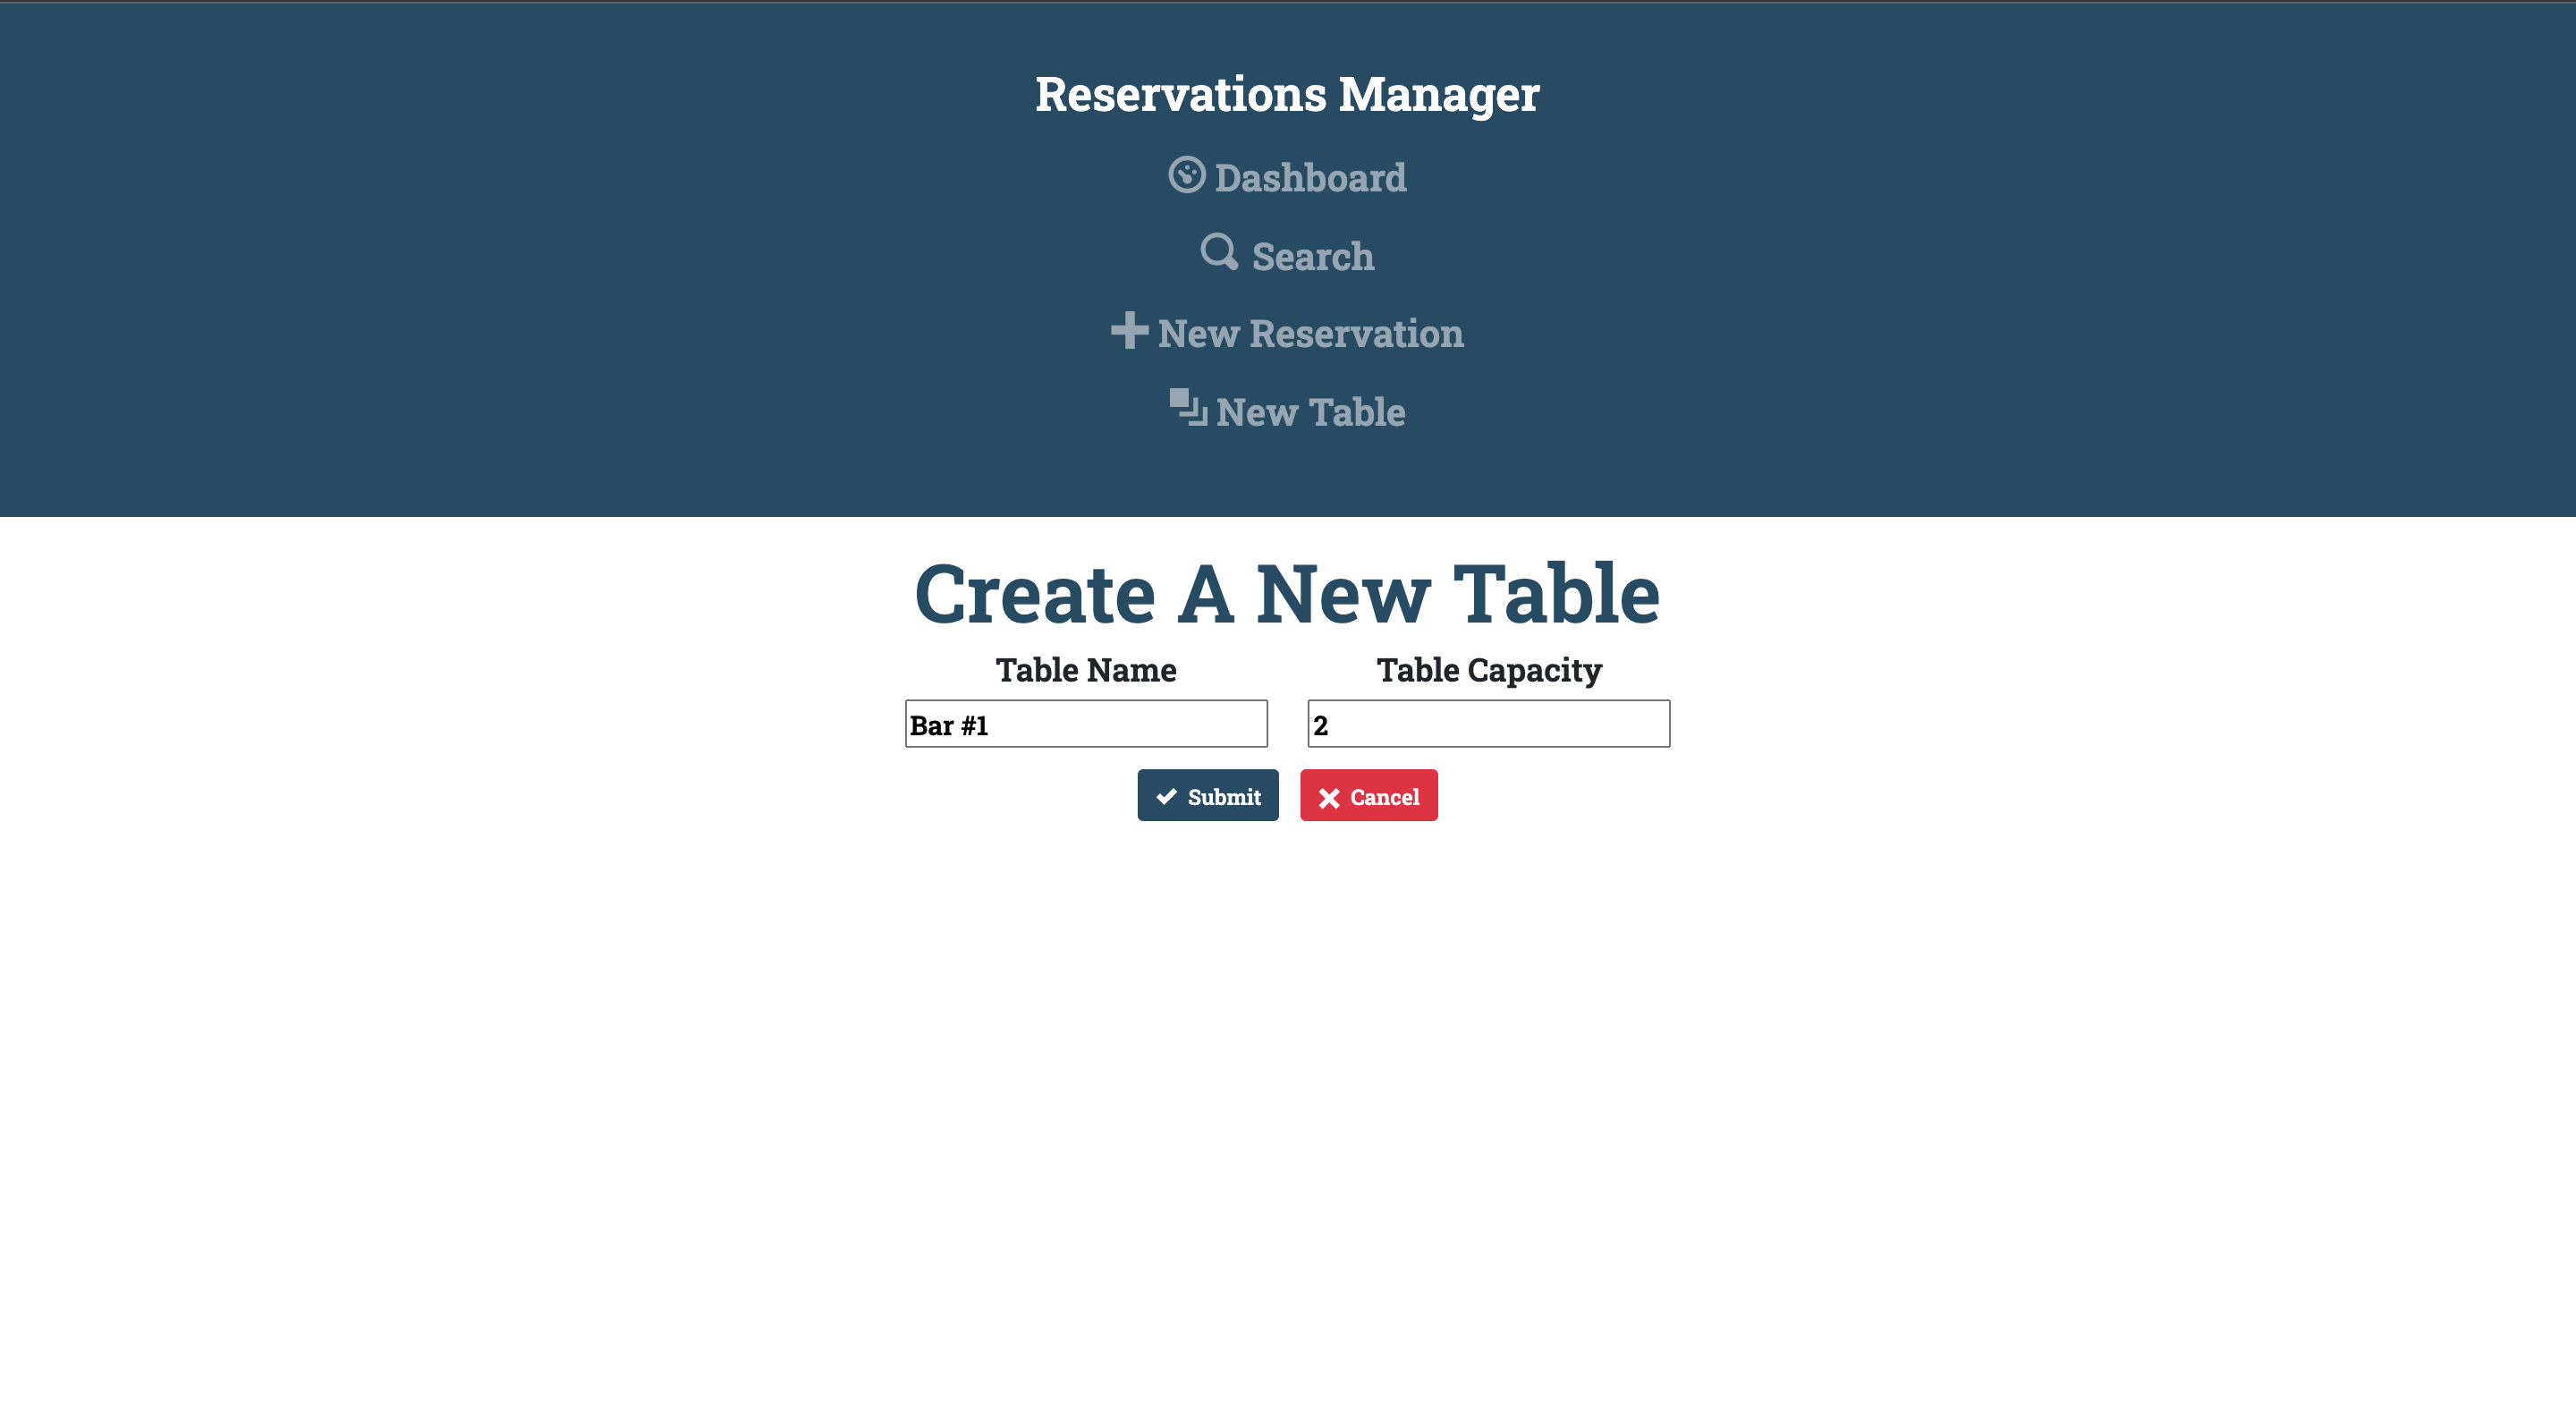 Reservations Manager
Dashboard
Search
New Reservation
New Table
Create A New Table
Table Name Table Capacity
Bar #1 2
Submit Cancel